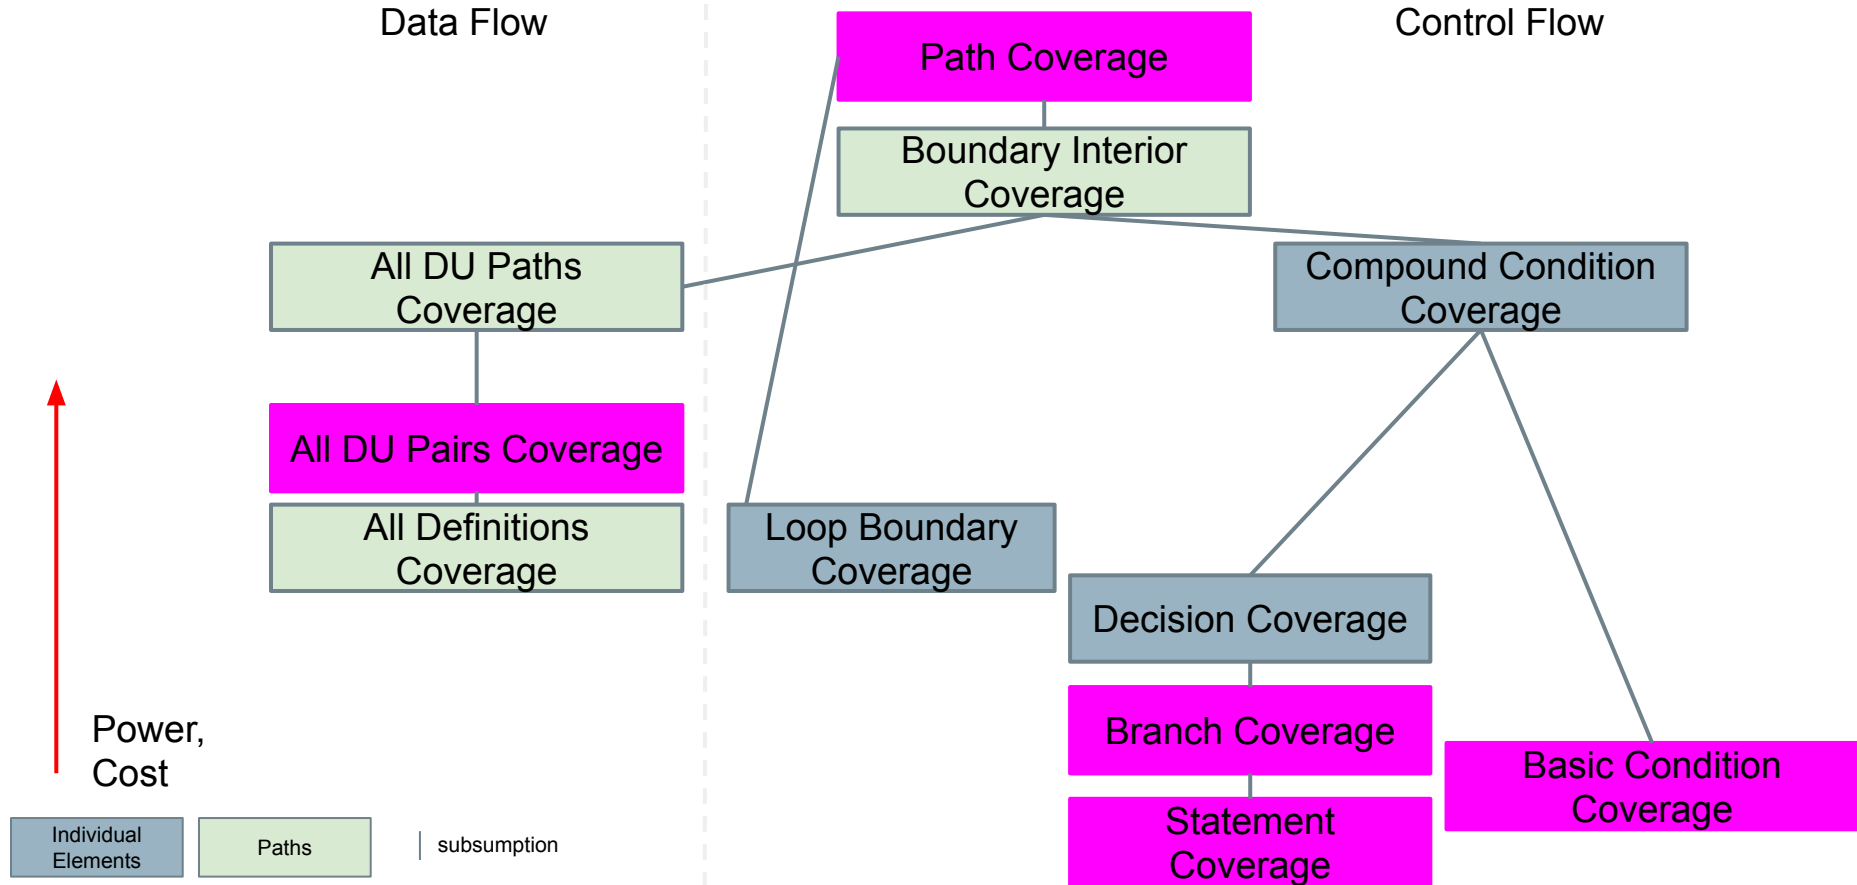 Data Flow
Control Flow
Path Coverage
Boundary Interior
Coverage
All DU Paths
Coverage
Compound Condition
Coverage
All DU Pairs Coverage
All Definitions
Coverage
Loop Boundary
Coverage
Decision Coverage
Branch Coverage
Basic Condition
Coverage
Statement
Coverage
Power,
Cost
Individual
Elements
Paths
subsumption